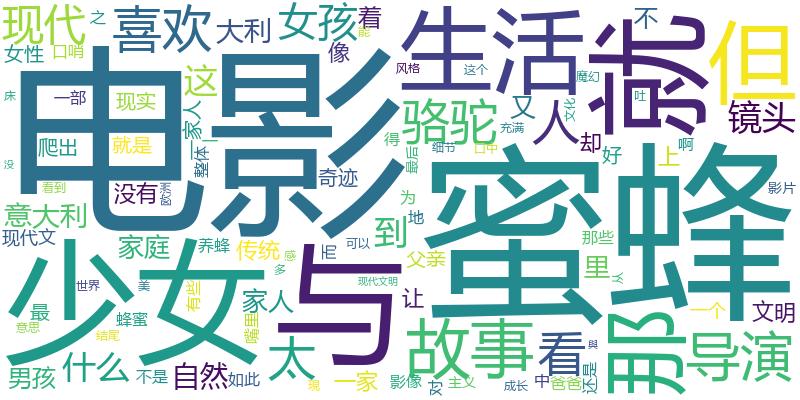 现代
之
喜欢
大利
女孩
着
能
生活
就
不
但
女性
口哨
像
风格
这个
魔幻
床
一部
现实
这
一家人
电影
骆驼
又
人
文化
吐
镜头
爬出
就是
整体
一
得
最后
细节
充满
口中
却
好
上
啊
没
看到
没有
欧洲
奇迹
蜜蜂
为
地
影片
意大利
现代文
家庭
养蜂
传统
感
而
可以
到
父亲
那些
里
从
少女
世界
美
多
有些
与
现代文明
让
一个
文明
最
意思
蜂蜜
家人
嘴里
太
故事
看
與
那
导演
结尾
男孩
什么
不是
自然
如此
现
一家
影像
对
主义
成长
中
爸爸
还是